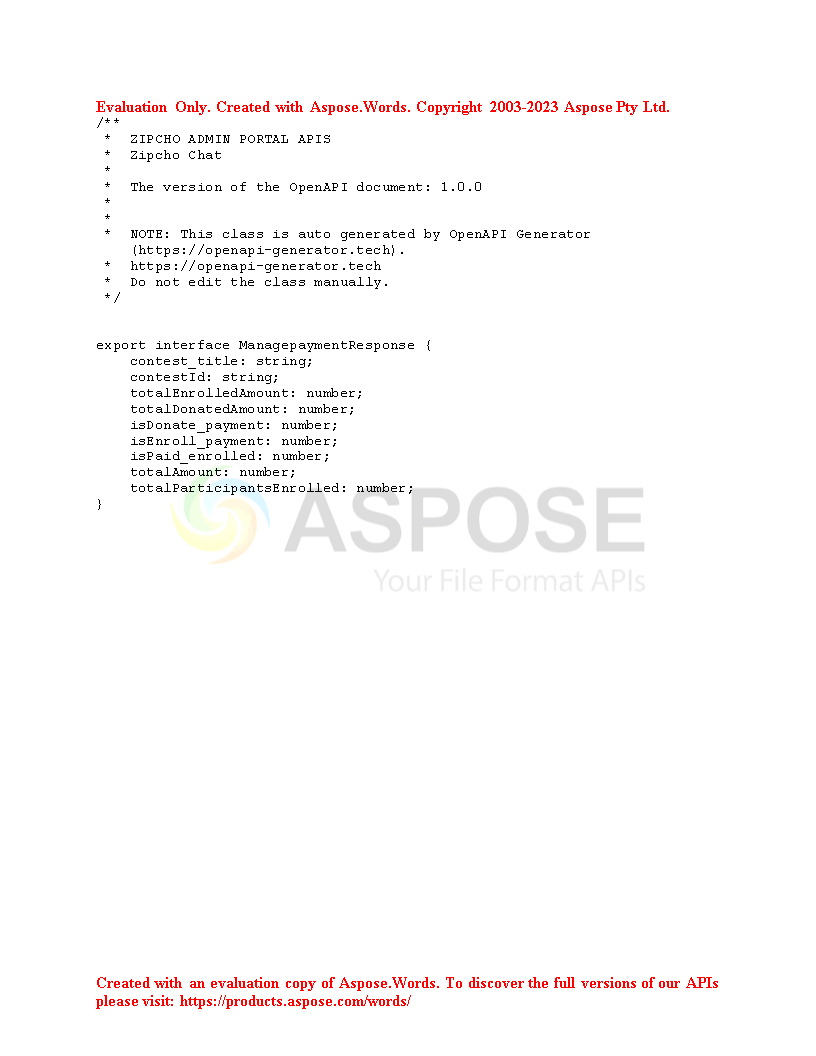 Evaluation Only. Created with Aspose.Words. Copyright 2003-2023 Aspose Pty Ltd.
/**
 *  ZIPCHO ADMIN PORTAL APIS
 *  Zipcho Chat
 *
 *  The version of the OpenAPI document: 1.0.0
 *
 *
 *  NOTE: This class is auto generated by OpenAPI Generator
    (https://openapi-generator.tech).
 *  https://openapi-generator.tech
 *  Do not edit the class manually.
 */
export interface ManagepaymentResponse {
    contest_title: string;
    contestId: string;
    totalEnrolledAmount: number;
    totalDonatedAmount: number;
    isDonate_payment: number;
    isEnroll_payment: number;
    isPaid_enrolled: number;
    totalAmount: number;
    totalParticipantsEnrolled: number;
}
ASPOSE
Your File Format APIs
Created with an evaluation copy of Aspose.Words. To discover the full versions of our APIs
please visit: https://products.aspose.com/words/